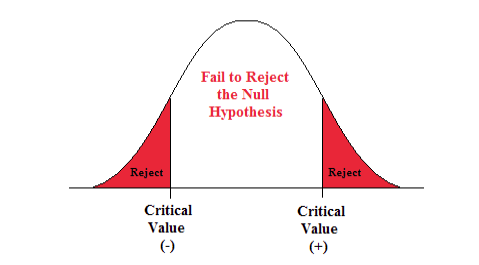 Fail to Reject
the Null
Hypothesis
Reject
Reject
Critical
Value
(-)
Critical
Value
(+)